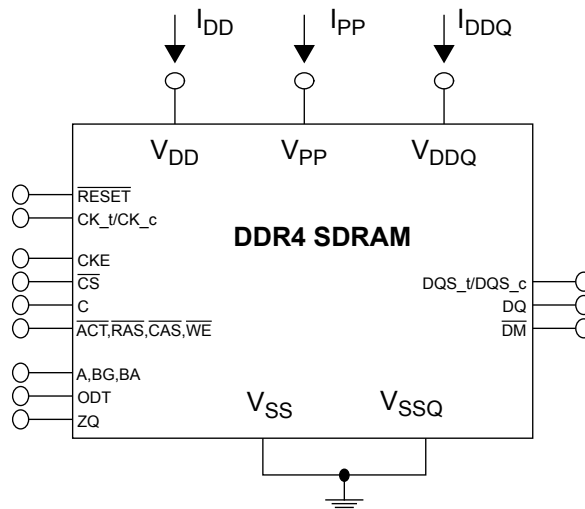 IDD IPP IDDQ
VDD VPP VDDQ
RESET
CK_t/CK_c
DDR4 SDRAM
CKE
CS
DQS_t/DQS_c
C
DQ
ACT,RAS,CAS,WE
DM
A,BG,BA
ODT
VSS VSSQ
ZQ